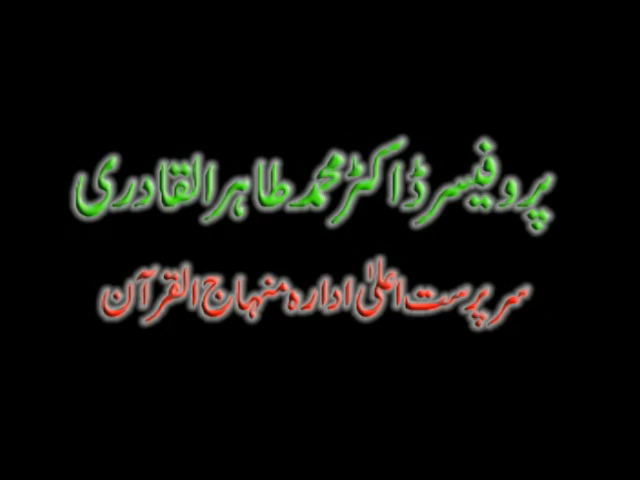 پروفیسر ڈاکٹر محمد طاہر القادری
سرپرست اعلیٰ ادارہ منہاج القرآن